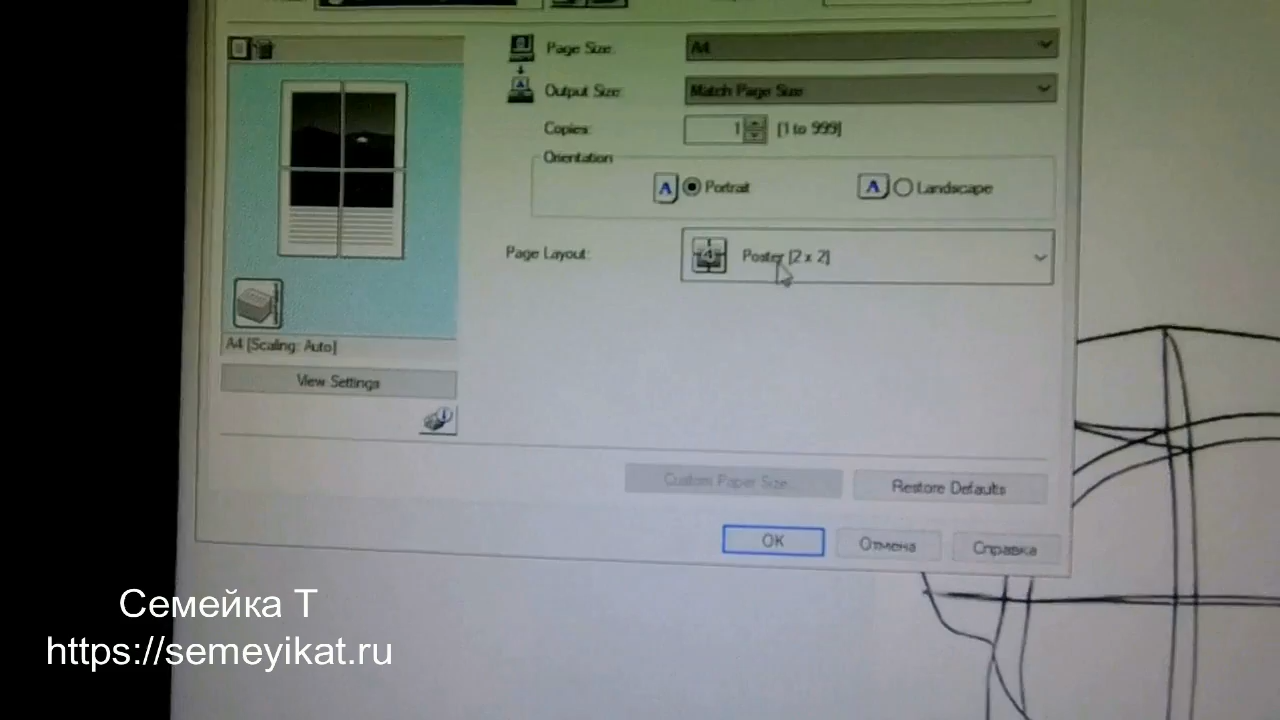 Page Size:
A4
Output Size:
Match Page Size
Copies:
1
[1 to 999]
Orientation
A
Portrait
A
Landscape
Page Layout:
4
Poster [2 x 2]
A4 [Scaling: Auto]
View Settings
Custom Paper Size...
Restore Defaults
OK
Отмена
Справка
Семейка Т
https://semeyikat.ru